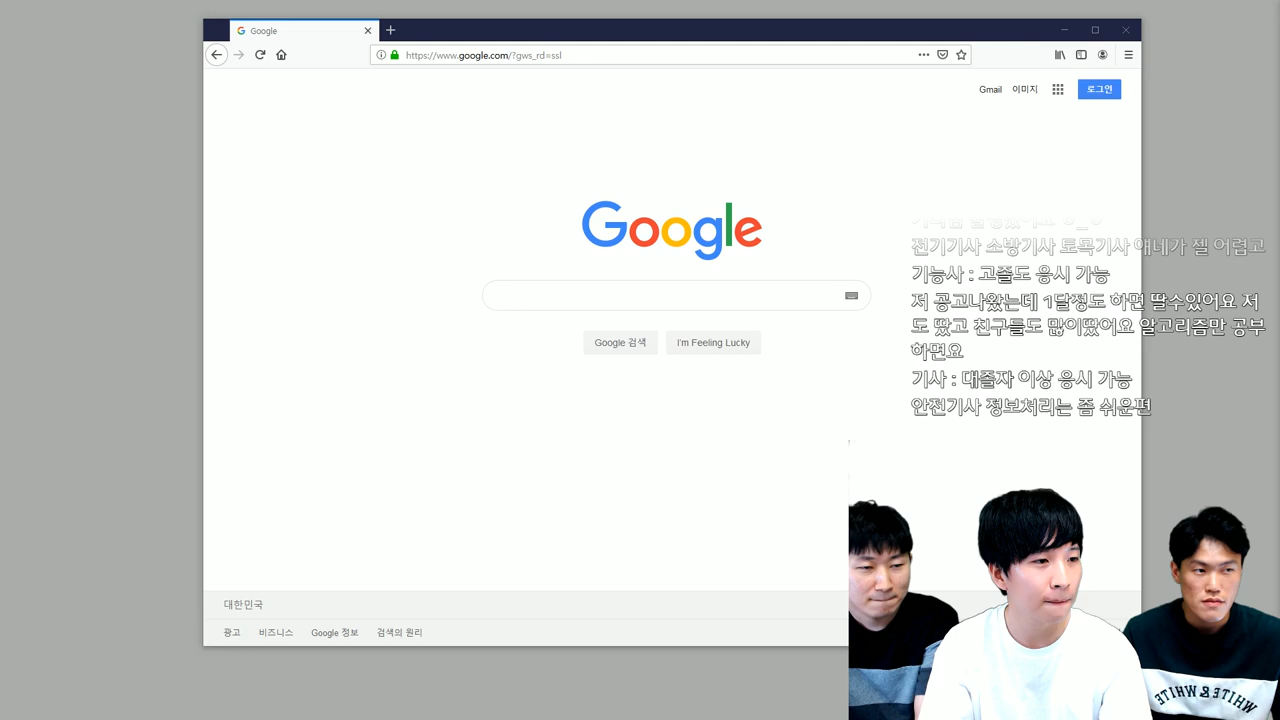 Google
https://www.google.com/?gws_rd=ssl
Gmail 이미지 로그인
Google
Google 검색 I'm Feeling Lucky
전기기사 소방기사 토목기사 얘네가 젤 어렵고
기능사 : 고졸도 응시 가능
저 공고나왔는데 1달정도 하면 딸수있어요 저
도 땄고 친구들도 많이땄어요 알고리즘만 공부
하면요
기사 : 대졸자 이상 응시 가능
안전기사 정보처리는 좀 쉬운편
대한민국
광고 비즈니스 Google 정보 검색의 원리
WHITE & WHITE